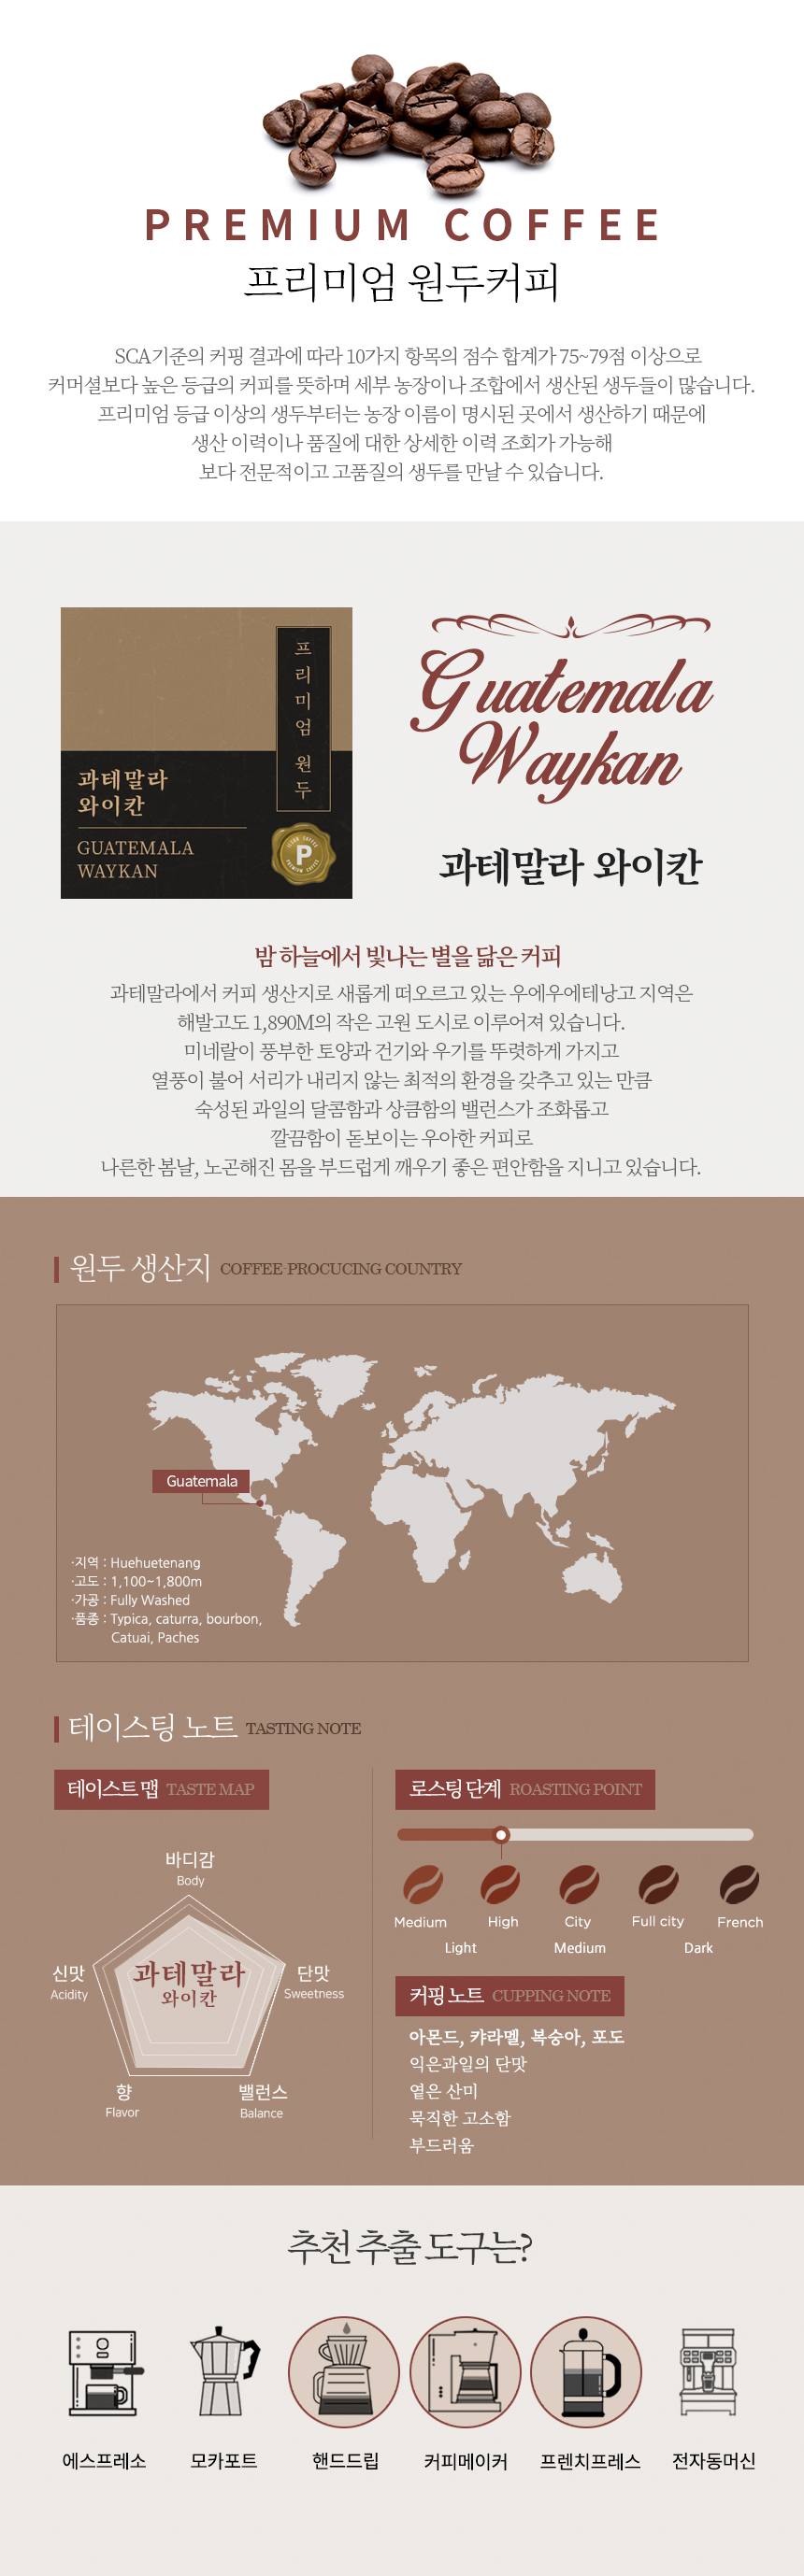 PREMIUM COFFEE
프리미엄 원두커피
SCA기준의 커핑 결과에 따라 10가지 항목의 점수 합계가 75~79점 이상으로
커머셜보다 높은 등급의 커피를 뜻하며 세부 농장이나 조합에서 생산된 생두들이 많습니다.
프리미엄 등급 이상의 생두부터는 농장 이름이 명시된 곳에서 생산하기 때문에
생산 이력이나 품질에 대한 상세한 이력 조회가 가능해
보다 전문적이고 고품질의 생두를 만날 수 있습니다.
프리미엄 원두
과테말라
와이칸
GUATEMALA
WAYKAN
P
PREMIUM COFFEE
Guatemala
Waykan
과테말라 와이칸
밤 하늘에서 빛나는 별을 닮은 커피
과테말라에서 커피 생산지로 새롭게 떠오르고 있는 우에우에테낭고 지역은
해발고도 1,890M의 작은 고원 도시로 이루어져 있습니다.
미네랄이 풍부한 토양과 건기와 우기를 뚜렷하게 가지고
열풍이 불어 서리가 내리지 않는 최적의 환경을 갖추고 있는 만큼
숙성된 과일의 달콤함과 상큼함의 밸런스가 조화롭고
깔끔함이 돋보이는 우아한 커피로
나른한 봄날, 노곤해진 몸을 부드럽게 깨우기 좋은 편안함을 지니고 있습니다.
원두 생산지 COFFEE-PROCUCING COUNTRY
Guatemala
·지역 : Huehuetenang
·고도 : 1,100~1,800m
·가공 : Fully Washed
·품종 : Typica, caturra, bourbon,
Catuai, Paches
테이스팅 노트 TASTING NOTE
테이스트 맵 TASTE MAP
바디감
Body
신맛
Acidity
과테말라
와이칸
단맛
Sweetness
향
Flavor
밸런스
Balance
로스팅 단계 ROASTING POINT
Medium High City Full city French
Light Medium Dark
커핑 노트 CUPPING NOTE
아몬드, 캬라멜, 복숭아, 포도
익은과일의 단맛
옅은 산미
묵직한 고소함
부드러움
추천 추출 도구는?
에스프레소 모카포트 핸드드립 커피메이커 프렌치프레스 전자동머신